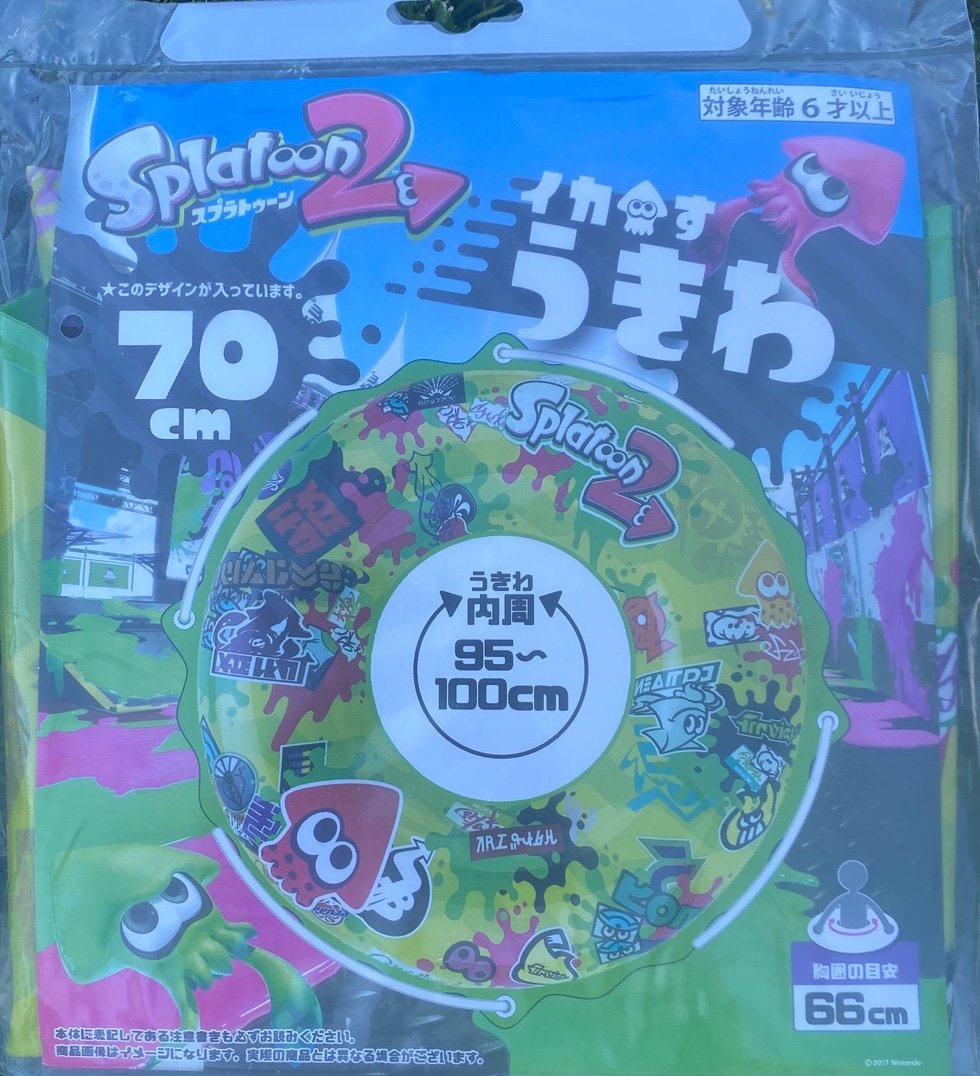 たいしょうねんれい さい いじょう
対象年齢6才以上
Splatoon2
™
スプラトゥーン
イカす
うきわ
★このデザインが入っています。
70
cm
Splatoon2
うきわ
内周
95〜
100cm
胸囲の目安
66cm
本体に表記してある注意書きも必ずお読みください。
商品画像はイメージになります。実際の商品とは異なる場合がございます。
©2017 Nintendo